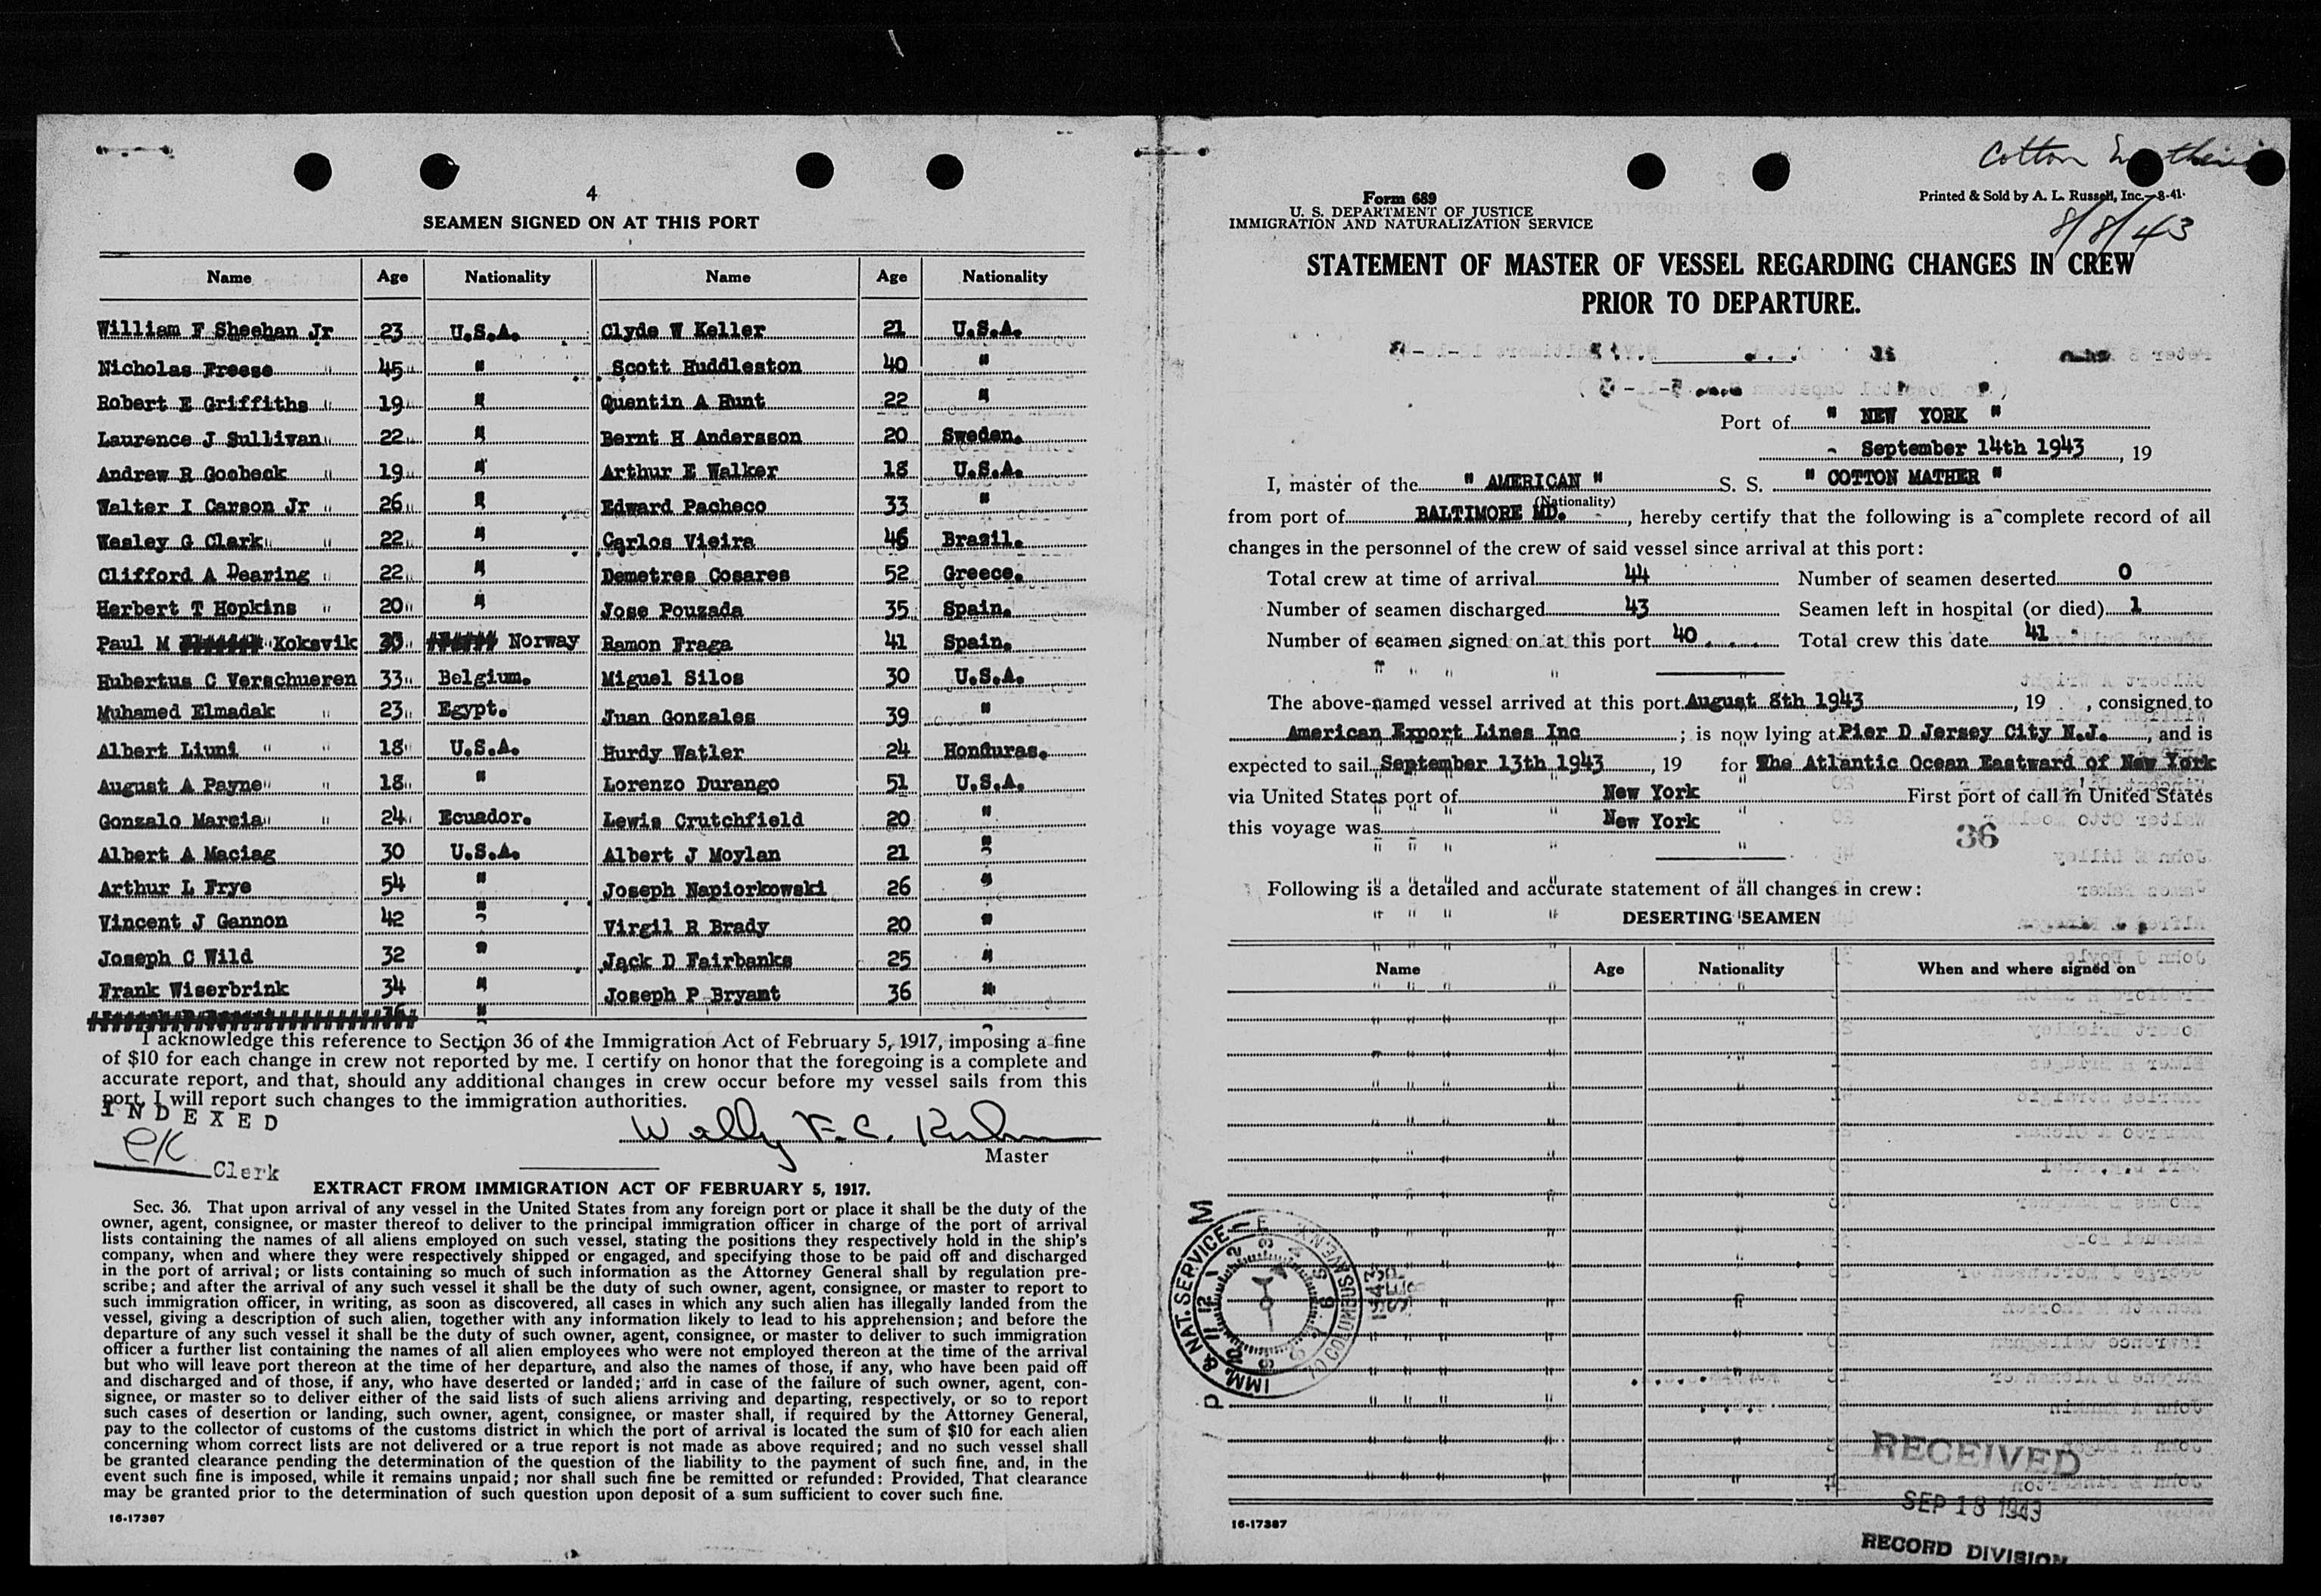 4
SEAMEN SIGNED ON AT THIS PORT
Name Age Nationality Name Age Nationality
William F Sheehan Jr 23 U.S.A. Clyde W Keller 21 U.S.A.
Nicholas Freese " 45 " Scott Huddleston 40 "
Robert E Griffiths " 19 " Quentin A Hunt 22 "
Laurence J Sullivan " 22 " Bernt H Andersson 20 Sweden.
Andrew R Goebeck " 19 " Arthur E Walker 18 U.S.A.
Walter I Carson Jr " 26 " Edward Pacheco 33 "
Wesley G Clark " 22 " Carlos Vieira 46 Brazil.
Clifford A Dearing " 22 " Demetres Cosares 52 Greece.
Herbert T Hopkins " 20 " Jose Pouzada 35 Spain.
Paul M Koksvik Norway Ramon Fraga 41 Spain.
Hubertus C Verschueren 33 Belgium. Miguel Silos 30 U.S.A.
Muhamed Elmadak " 23 Egypt. Juan Gonzales 39 "
Albert Liuni " " 18 U.S.A. Hurdy Watler 24 Honduras.
August A Payne " " 18 " Lorenzo Durango 51 U.S.A.
Gonzalo Marcia " " 24 Ecuador. Lewis Crutchfield 20 "
Albert A Maciag 30 U.S.A. Albert J Moylan 21 "
Arthur L Frye 54 " Joseph Napiorkowski 26 "
Vincent J Gannon 42 " Virgil R Brady 20 "
Joseph C Wild 32 " Jack D Fairbanks 25 "
Frank Wiserbrink 34 " Joseph P Bryant 36 "
I acknowledge this reference to Section 36 of the Immigration Act of February 5, 1917, imposing a fine
of $10 for each change in crew not reported by me. I certify on honor that the foregoing is a complete and
accurate report, and that, should any additional changes in crew occur before my vessel sails from this
port, I will report such changes to the immigration authorities.
INDEXED
EK Clerk
Wally F. C.
Master
EXTRACT FROM IMMIGRATION ACT OF FEBRUARY 5, 1917.
Sec. 36. That upon arrival of any vessel in the United States from any foreign port or place it shall be the duty of the
owner, agent, consignee, or master thereof to deliver to the principal immigration officer in charge of the port of arrival
lists containing the names of all aliens employed on such vessel, stating the positions they respectively hold in the ship's
company, when and where they were respectively shipped or engaged, and specifying those to be paid off and discharged
in the port of arrival; or lists containing so much of such information as the Attorney General shall by regulation pre-
scribe; and after the arrival of any such vessel it shall be the duty of such owner, agent, consignee, or master to report to
such immigration officer, in writing, as soon as discovered, all cases in which any such alien has illegally landed from the
vessel, giving a description of such alien, together with any information likely to lead to his apprehension; and before the
departure of any such vessel it shall be the duty of such owner, agent, consignee, or master to deliver to such immigration
officer a further list containing the names of all alien employees who were not employed thereon at the time of the arrival
but who will leave port thereon at the time of her departure, and also the names of those, if any, who have been paid off
and discharged and of those, if any, who have deserted or landed; and in case of the failure of such owner, agent, con-
signee, or master so to deliver either of the said lists of such aliens arriving and departing, respectively, or so to report
such cases of desertion or landing, such owner, agent, consignee, or master shall, if required by the Attorney General,
pay to the collector of customs of the customs district in which the port of arrival is located the sum of $10 for each alien
concerning whom correct lists are not delivered or a true report is not made as above required; and no such vessel shall
be granted clearance pending the determination of the question of the liability to the payment of such fine, and, in the
event such fine is imposed, while it remains unpaid; nor shall such fine be remitted or refunded: Provided, That clearance
may be granted prior to the determination of such question upon deposit of a sum sufficient to cover such fine.
16-17387
Cotton
Form 689
U. S. DEPARTMENT OF JUSTICE
IMMIGRATION AND NATURALIZATION SERVICE
Printed & Sold by A. L. Russell, Inc.—8-41
8/8/43
STATEMENT OF MASTER OF VESSEL REGARDING CHANGES IN CREW
PRIOR TO DEPARTURE.
Port of " NEW YORK "
September 14th 1943, 19
I, master of the " AMERICAN " S. S. " COTTON MATHER "
(Nationality)
from port of BALTIMORE MD., hereby certify that the following is a complete record of all
changes in the personnel of the crew of said vessel since arrival at this port:
Total crew at time of arrival 44 Number of seamen deserted 0
Number of seamen discharged 43 Seamen left in hospital (or died) 1
Number of seamen signed on at this port 40 Total crew this date 41
The above-named vessel arrived at this port August 8th 1943, 19 , consigned to
American Export Lines Inc ; is now lying at Pier D Jersey City N.J., and is
expected to sail September 13th 1943, 19 for The Atlantic Ocean Eastward of New York
via United States port of New York First port of call in United States
this voyage was New York
36
Following is a detailed and accurate statement of all changes in crew:
DESERTING SEAMEN
Name Age Nationality When and where signed on
IMM. & NAT. SERVICE
70 COLUMBUS AVE. N.Y.
1943 SEP
RECEIVED
SEP 18 1943
RECORD DIVISION
16-17387